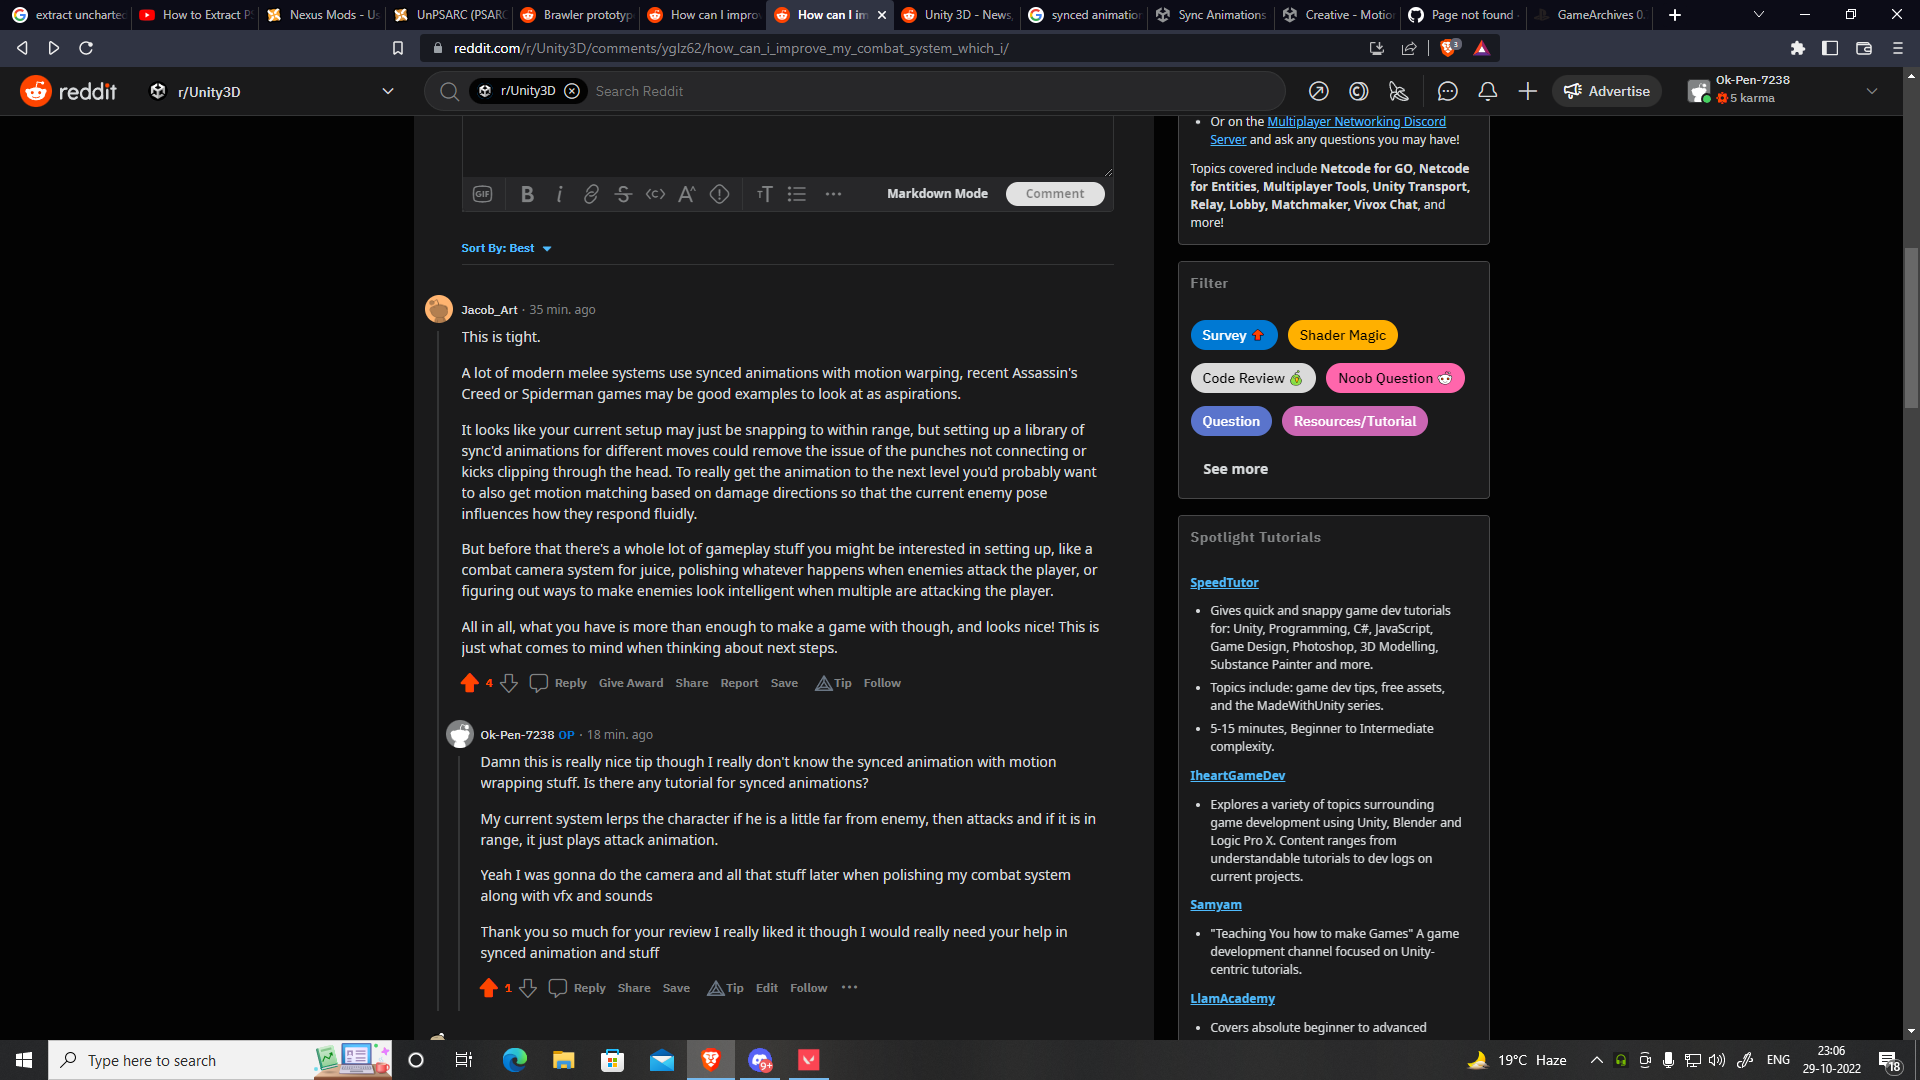 extract uncharted
How to Extract PS
Nexus Mods - Us
UnPSARC (PSARC
Brawler prototyp
How can I improv
How can I im
Unity 3D - News,
synced animation
Sync Animations
Creative - Motion
Page not found
GameArchives 0.
reddit.com/r/Unity3D/comments/yglz62/how_can_i_improve_my_combat_system_which_i/
3
reddit
r/Unity3D
r/Unity3D
Search Reddit
Advertise
Ok-Pen-7238
5 karma
GIF
Markdown Mode
Comment
Sort By: Best
Jacob_Art · 35 min. ago
This is tight.
A lot of modern melee systems use synced animations with motion warping, recent Assassin's
Creed or Spiderman games may be good examples to look at as aspirations.
It looks like your current setup may just be snapping to within range, but setting up a library of
sync'd animations for different moves could remove the issue of the punches not connecting or
kicks clipping through the head. To really get the animation to the next level you'd probably want
to also get motion matching based on damage directions so that the current enemy pose
influences how they respond fluidly.
But before that there's a whole lot of gameplay stuff you might be interested in setting up, like a
combat camera system for juice, polishing whatever happens when enemies attack the player, or
figuring out ways to make enemies look intelligent when multiple are attacking the player.
All in all, what you have is more than enough to make a game with though, and looks nice! This is
just what comes to mind when thinking about next steps.
4 Reply Give Award Share Report Save Tip Follow
Ok-Pen-7238 OP · 18 min. ago
Damn this is really nice tip though I really don't know the synced animation with motion
wrapping stuff. Is there any tutorial for synced animations?
My current system lerps the character if he is a little far from enemy, then attacks and if it is in
range, it just plays attack animation.
Yeah I was gonna do the camera and all that stuff later when polishing my combat system
along with vfx and sounds
Thank you so much for your review I really liked it though I would really need your help in
synced animation and stuff
1 Reply Share Save Tip Edit Follow
• Or on the Multiplayer Networking Discord
Server and ask any questions you may have!
Topics covered include Netcode for GO, Netcode
for Entities, Multiplayer Tools, Unity Transport,
Relay, Lobby, Matchmaker, Vivox Chat, and
more!
Filter
Survey
Shader Magic
Code Review
Noob Question
Question
Resources/Tutorial
See more
Spotlight Tutorials
SpeedTutor
• Gives quick and snappy game dev tutorials
for: Unity, Programming, C#, JavaScript,
Game Design, Photoshop, 3D Modelling,
Substance Painter and more.
• Topics include: game dev tips, free assets,
and the MadeWithUnity series.
• 5-15 minutes, Beginner to Intermediate
complexity.
IheartGameDev
• Explores a variety of topics surrounding
game development using Unity, Blender and
Logic Pro X. Content ranges from
understandable tutorials to dev logs on
current projects.
Samyam
• "Teaching You how to make Games" A game
development channel focused on Unity-
centric tutorials.
LlamAcademy
• Covers absolute beginner to advanced
Type here to search
9+
19°C Haze
ENG
23:06
29-10-2022
18